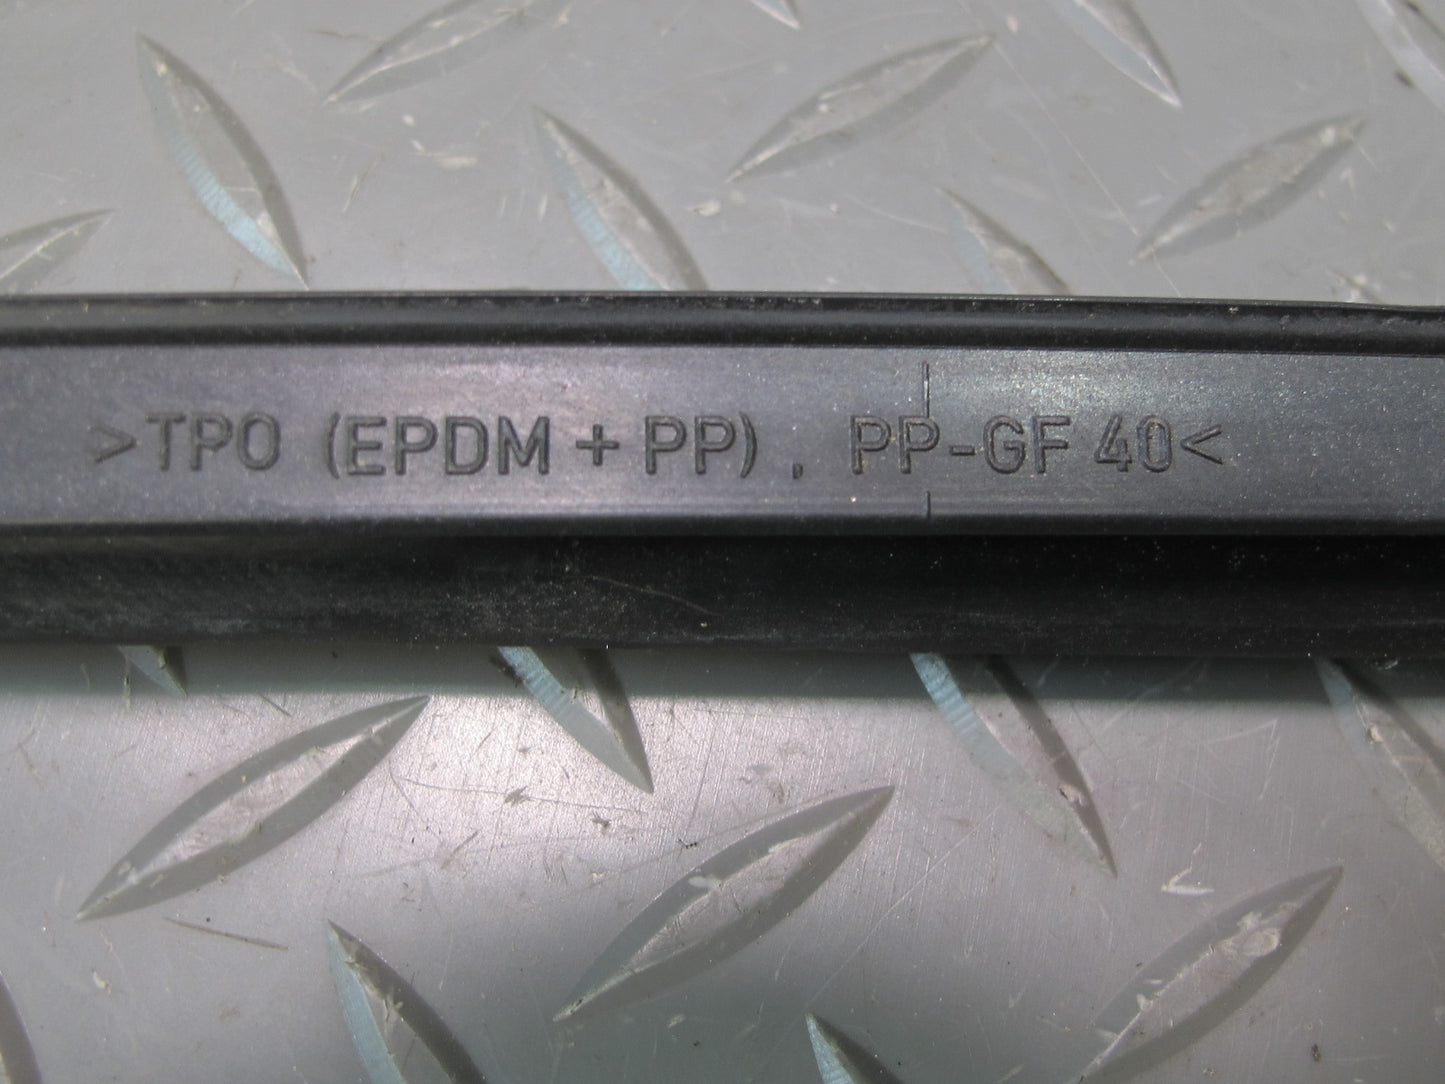 >TPO (EPDM + PP) , PP-GF 40<